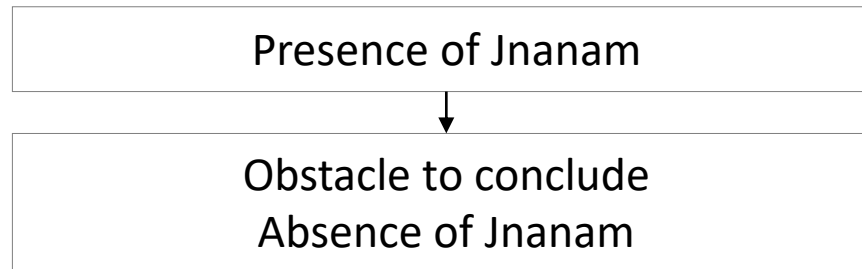 Presence of Jnanam
Obstacle to conclude
Absence of Jnanam